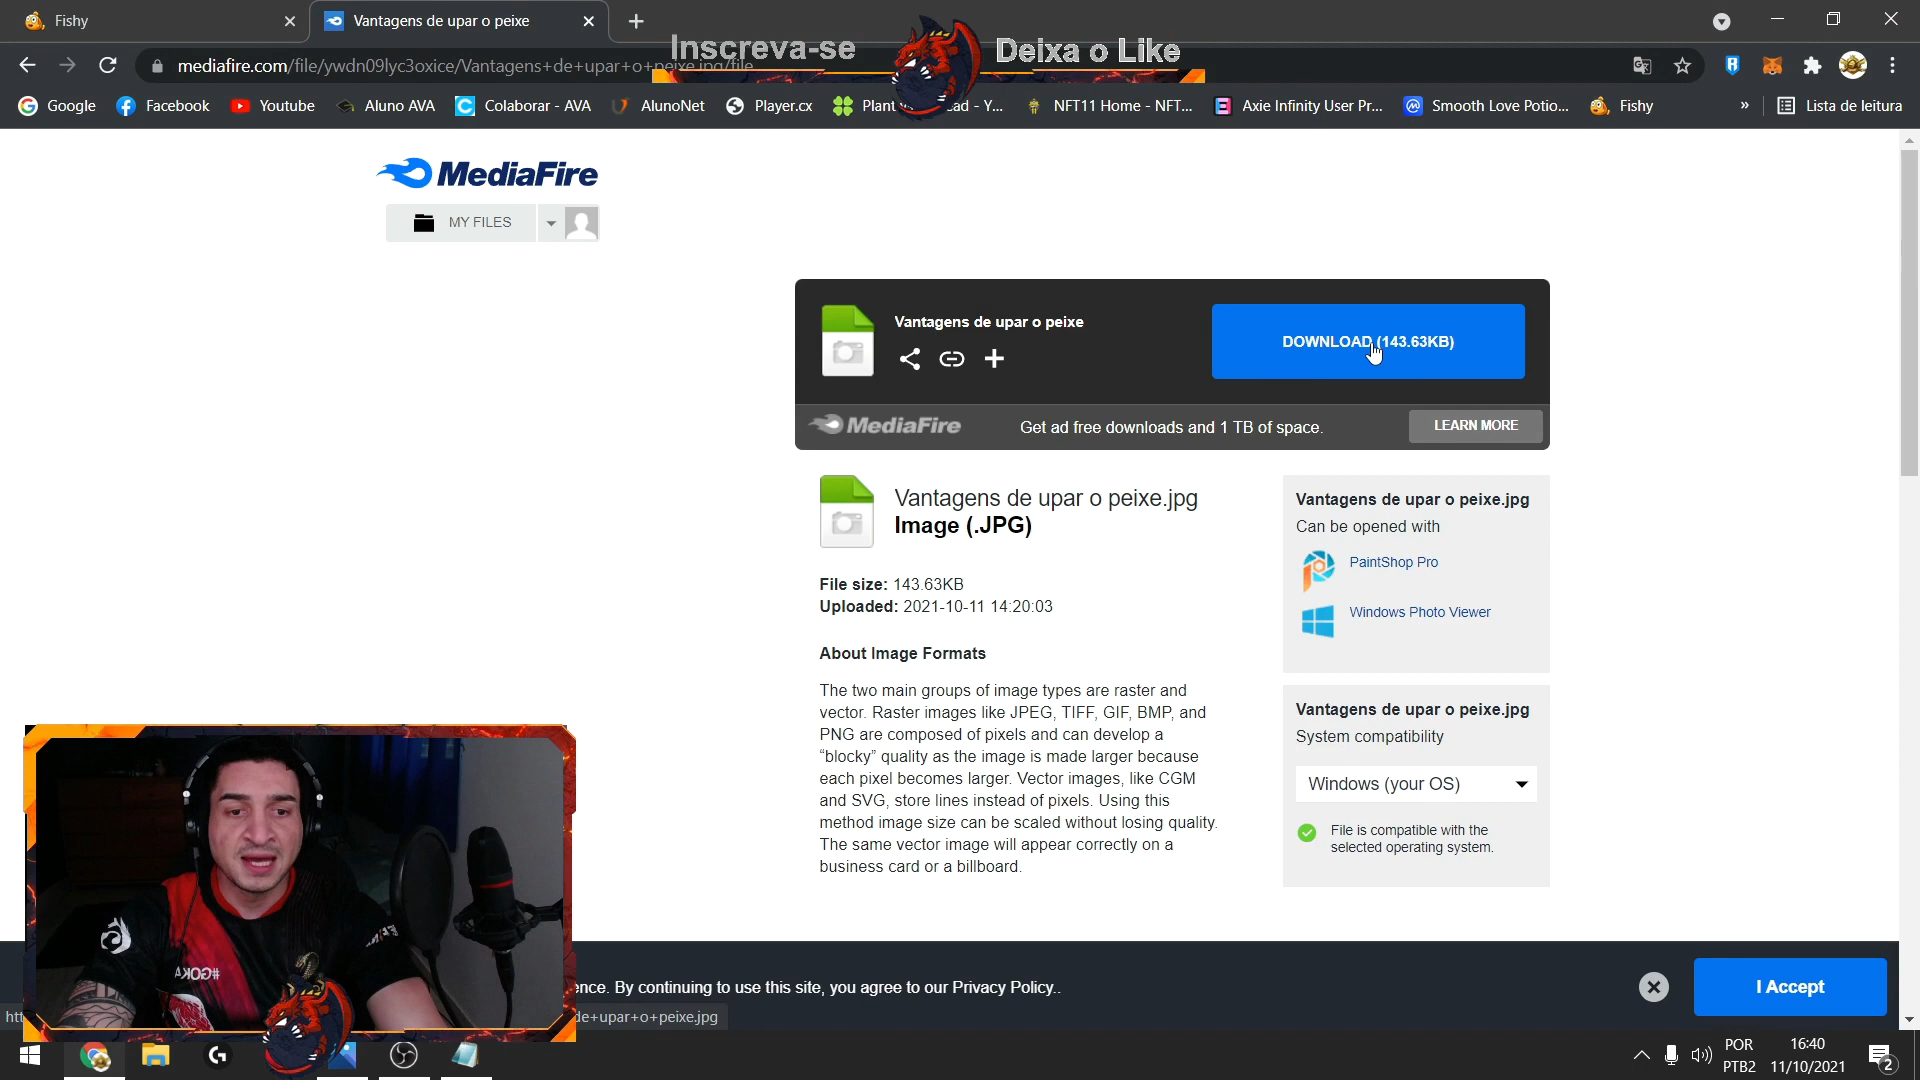 Fishy
Vantagens de upar o peixe
Inscreva-se
Deixa o Like
mediafire.com/file/ywdn09lyc3oxice/Vantagens+de+upar+o+peixe.jpg/file
Google
Facebook
Youtube
Aluno AVA
Colaborar - AVA
AlunoNet
Player.cx
NFT11 Home - NFT...
Axie Infinity User Pr...
Smooth Love Potio...
Fishy
»
Lista de leitura
MediaFire
MY FILES
Vantagens de upar o peixe
DOWNLOAD (143.63KB)
MediaFire
Get ad free downloads and 1 TB of space.
LEARN MORE
Vantagens de upar o peixe.jpg
Image (.JPG)
File size: 143.63KB
Uploaded: 2021-10-11 14:20:03
About Image Formats
The two main groups of image types are raster and
vector. Raster images like JPEG, TIFF, GIF, BMP, and
PNG are composed of pixels and can develop a
“blocky” quality as the image is made larger because
each pixel becomes larger. Vector images, like CGM
and SVG, store lines instead of pixels. Using this
method image size can be scaled without losing quality.
The same vector image will appear correctly on a
business card or a billboard.
Vantagens de upar o peixe.jpg
Can be opened with
PaintShop Pro
Windows Photo Viewer
Vantagens de upar o peixe.jpg
System compatibility
Windows (your OS)
File is compatible with the
selected operating system.
ence. By continuing to use this site, you agree to our Privacy Policy..
I Accept
de+upar+o+peixe.jpg
POR
PTB2
16:40
11/10/2021
2